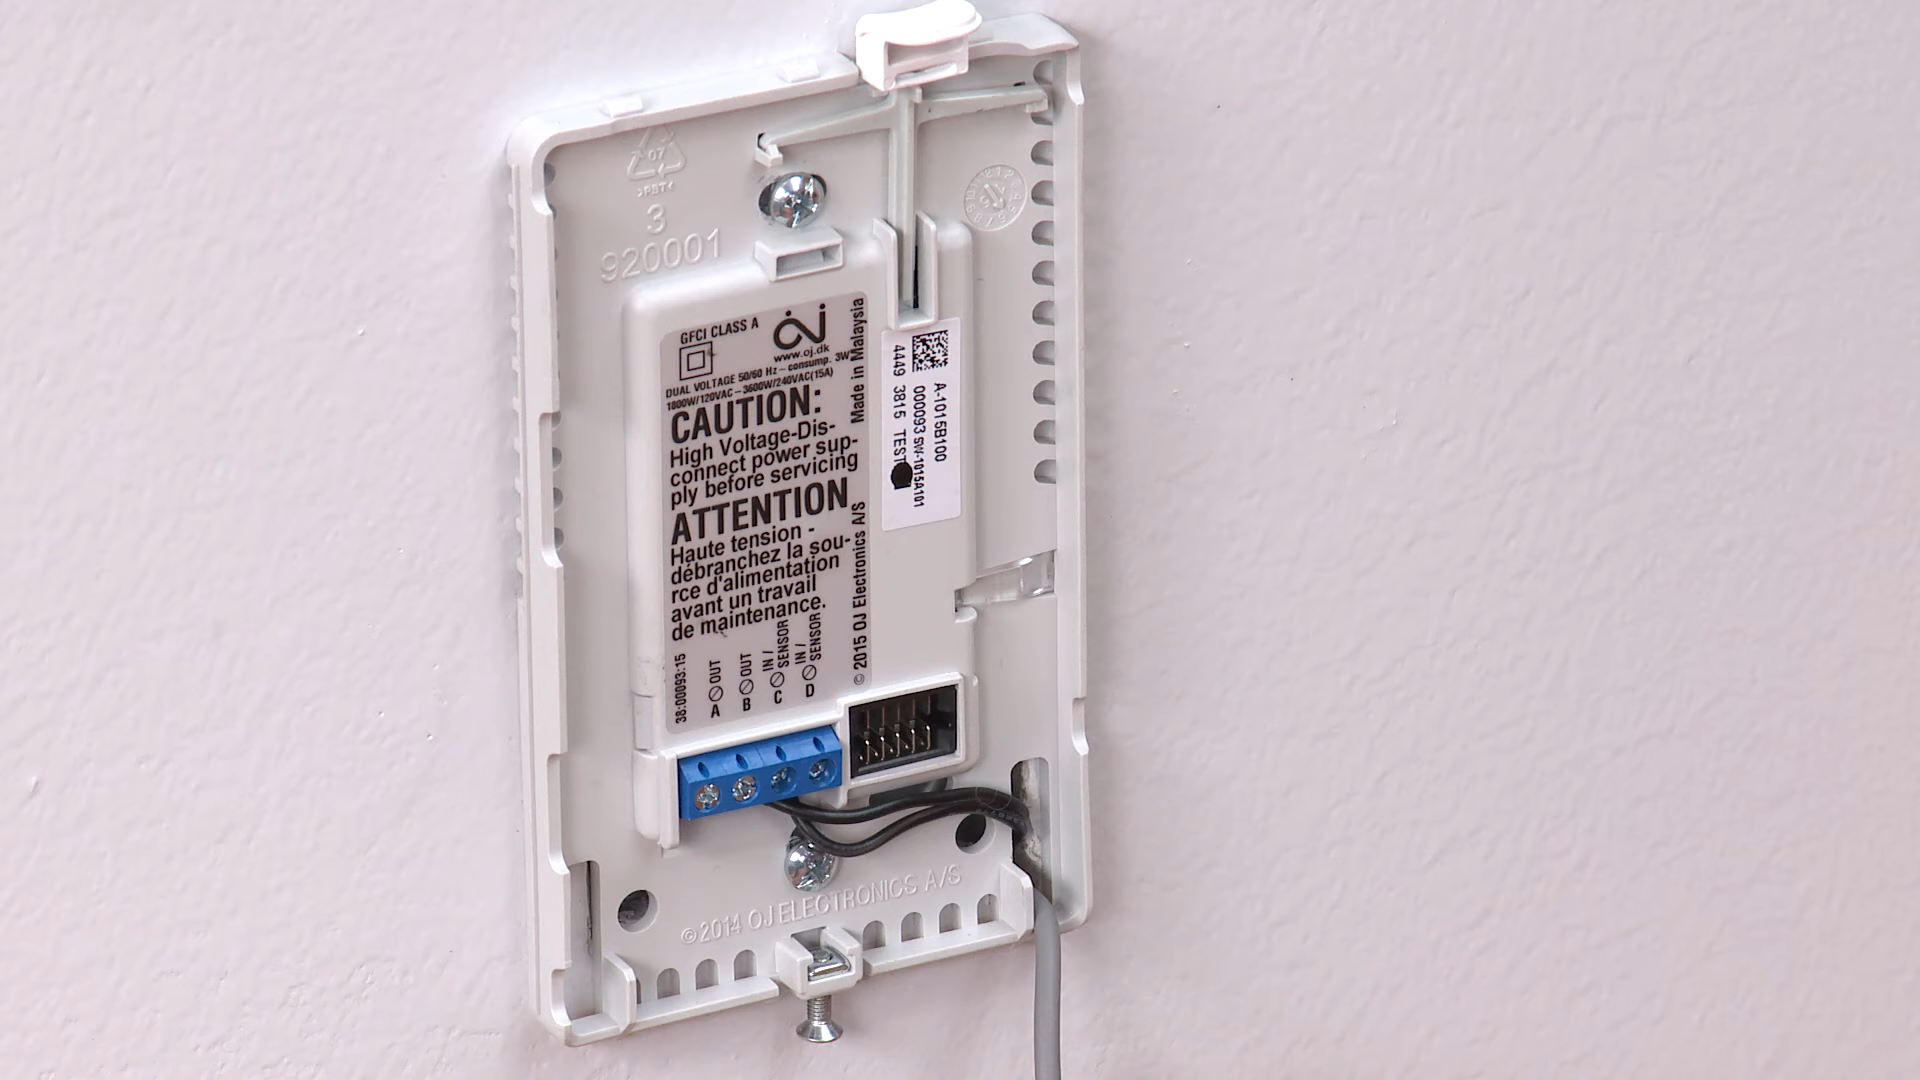 07
>PBT<
3
920001
GFCI CLASS A
OJ
www.oj.dk
DUAL VOLTAGE 50/60 Hz – consump. 3W
1800W/120VAC – 3600W/240VAC(15A)
CAUTION:
High Voltage-Dis-
connect power sup-
ply before servicing
ATTENTION
Haute tension -
débranchez la sou-
rce d'alimentation
avant un travail
de maintenance.
Made in Malaysia
© 2015 OJ Electronics A/S
38:00093:15
OUT
OUT
IN /
SENSOR
IN /
SENSOR
A B C D
A-1015B100
000093 SW-1015A101
4449 3815 TEST
©2014 OJ ELECTRONICS A/S